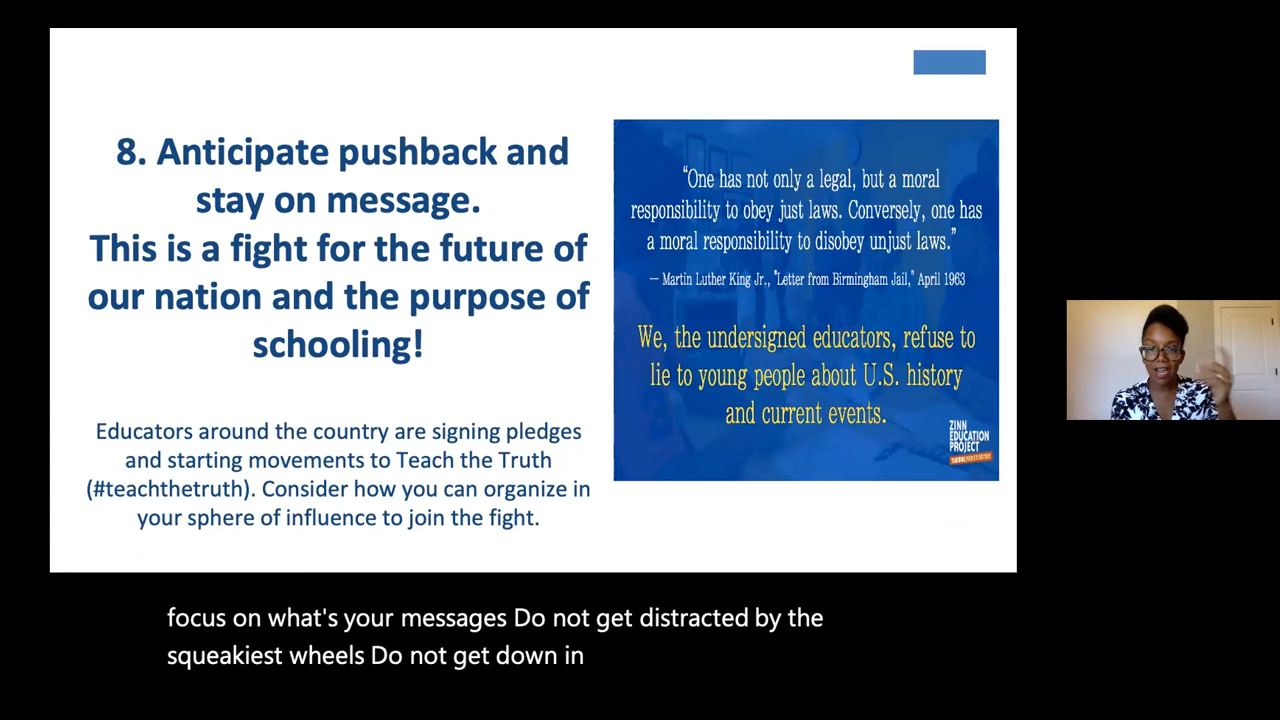 8. Anticipate pushback and
stay on message.
This is a fight for the future of
our nation and the purpose of
schooling!
Educators around the country are signing pledges
and starting movements to Teach the Truth
(#teachthetruth). Consider how you can organize in
your sphere of influence to join the fight.
“One has not only a legal, but a moral
responsibility to obey just laws. Conversely, one has
a moral responsibility to disobey unjust laws.”
— Martin Luther King Jr., "Letter from Birmingham Jail," April 1963
We, the undersigned educators, refuse to
lie to young people about U.S. history
and current events.
ZINN
EDUCATION
PROJECT
focus on what's your messages Do not get distracted by the
squeakiest wheels Do not get down in